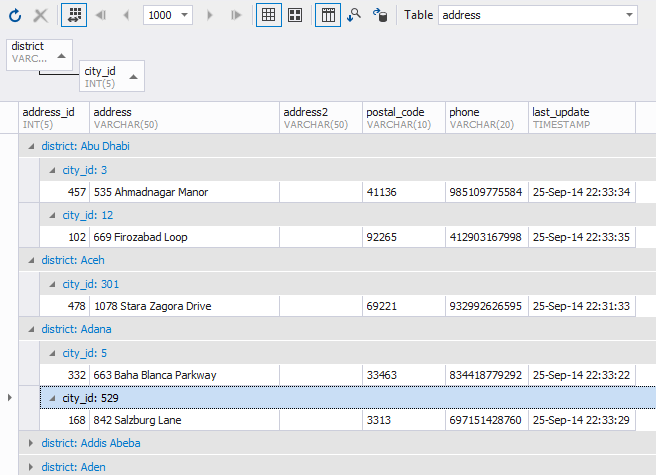 1000 Table address
district
VARC...
city_id
INT(5)
address_id address address2 postal_code phone last_update
INT(5) VARCHAR(50) VARCHAR(50) VARCHAR(10) VARCHAR(20) TIMESTAMP
district: Abu Dhabi
city_id: 3
457 535 Ahmadnagar Manor 41136 985109775584 25-Sep-14 22:33:34
city_id: 12
102 669 Firozabad Loop 92265 412903167998 25-Sep-14 22:33:35
district: Aceh
city_id: 301
478 1078 Stara Zagora Drive 69221 932992626595 25-Sep-14 22:31:33
district: Adana
city_id: 5
332 663 Baha Blanca Parkway 33463 834418779292 25-Sep-14 22:33:22
city_id: 529
168 842 Salzburg Lane 3313 697151428760 25-Sep-14 22:33:29
district: Addis Abeba
district: Aden